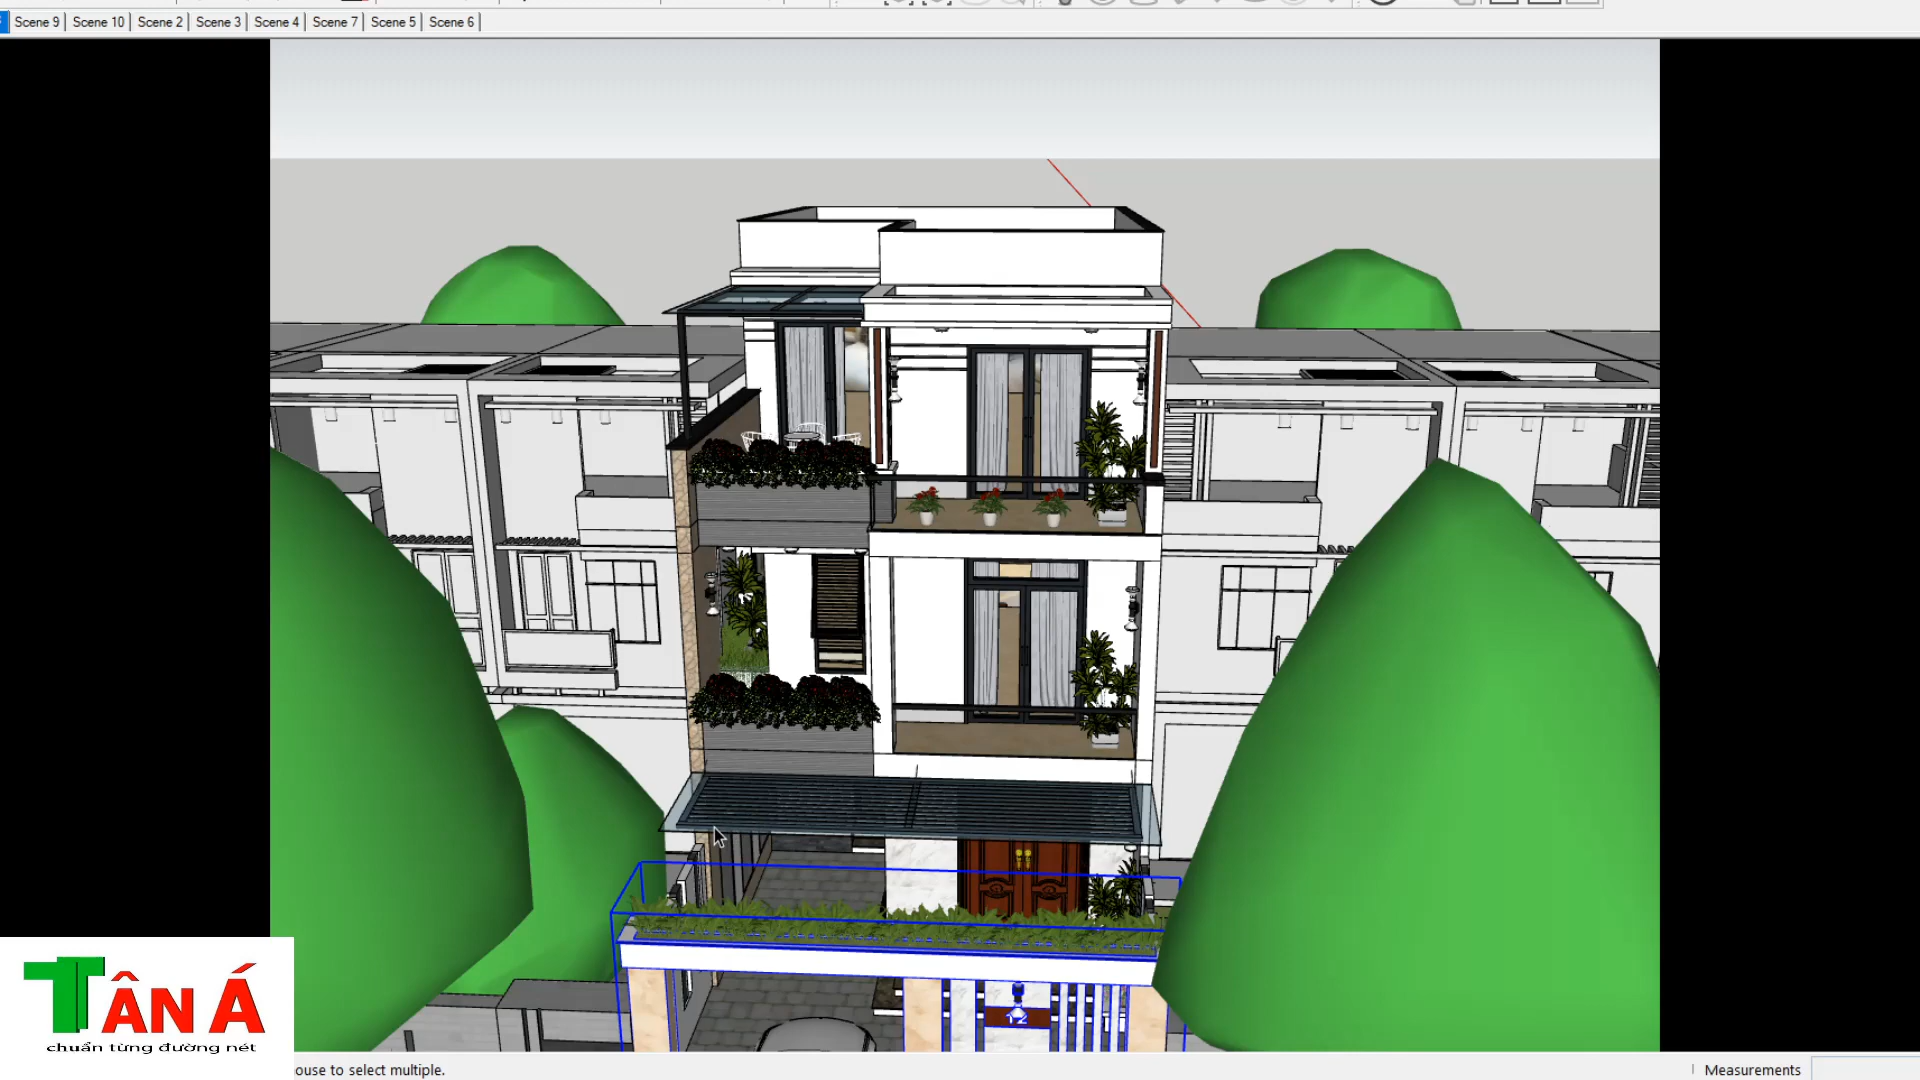 Scene 9 Scene 10 Scene 2 Scene 3 Scene 4 Scene 7 Scene 5 Scene 6
12
TÂN Á
chuẩn từng đường nét
ouse to select multiple.
Measurements